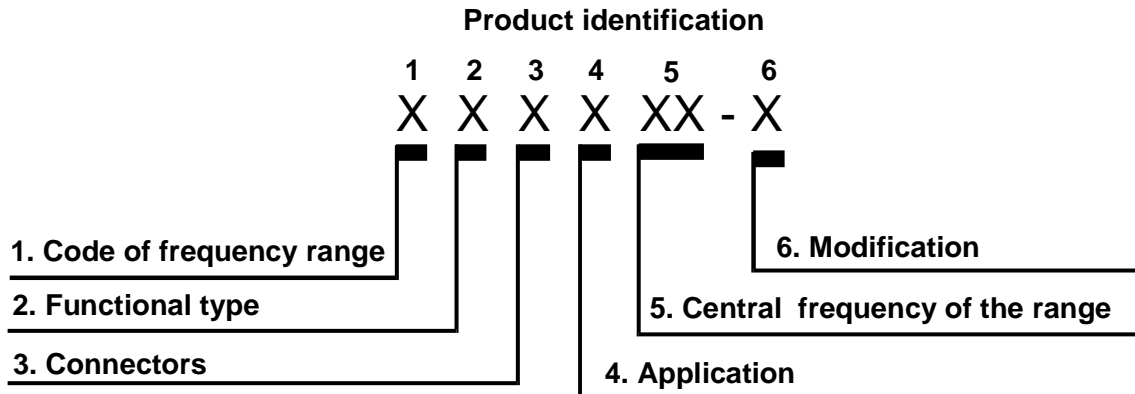 Product identification
1 2 3 4 5 6
X X X X XX - X
1. Code of frequency range
6. Modification
2. Functional type
5. Central frequency of the range
3. Connectors
4. Application